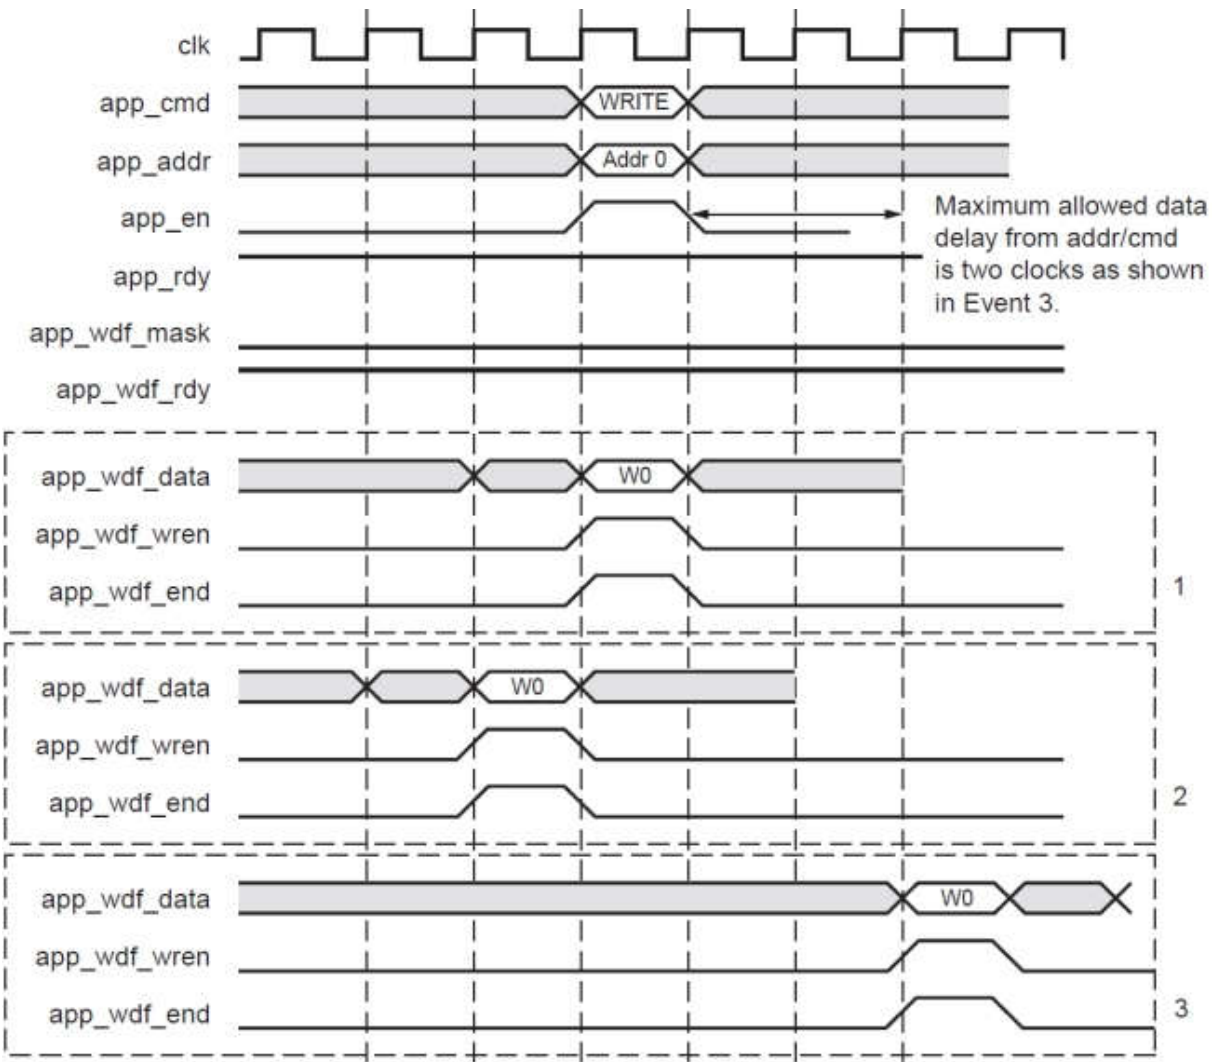 clk
app_cmd
WRITE
app_addr
Addr 0
app_en
Maximum allowed data
delay from addr/cmd
is two clocks as shown
in Event 3.
app_rdy
app_wdf_mask
app_wdf_rdy
app_wdf_data
W0
app_wdf_wren
app_wdf_end
1
app_wdf_data
W0
app_wdf_wren
app_wdf_end
2
app_wdf_data
W0
app_wdf_wren
app_wdf_end
3